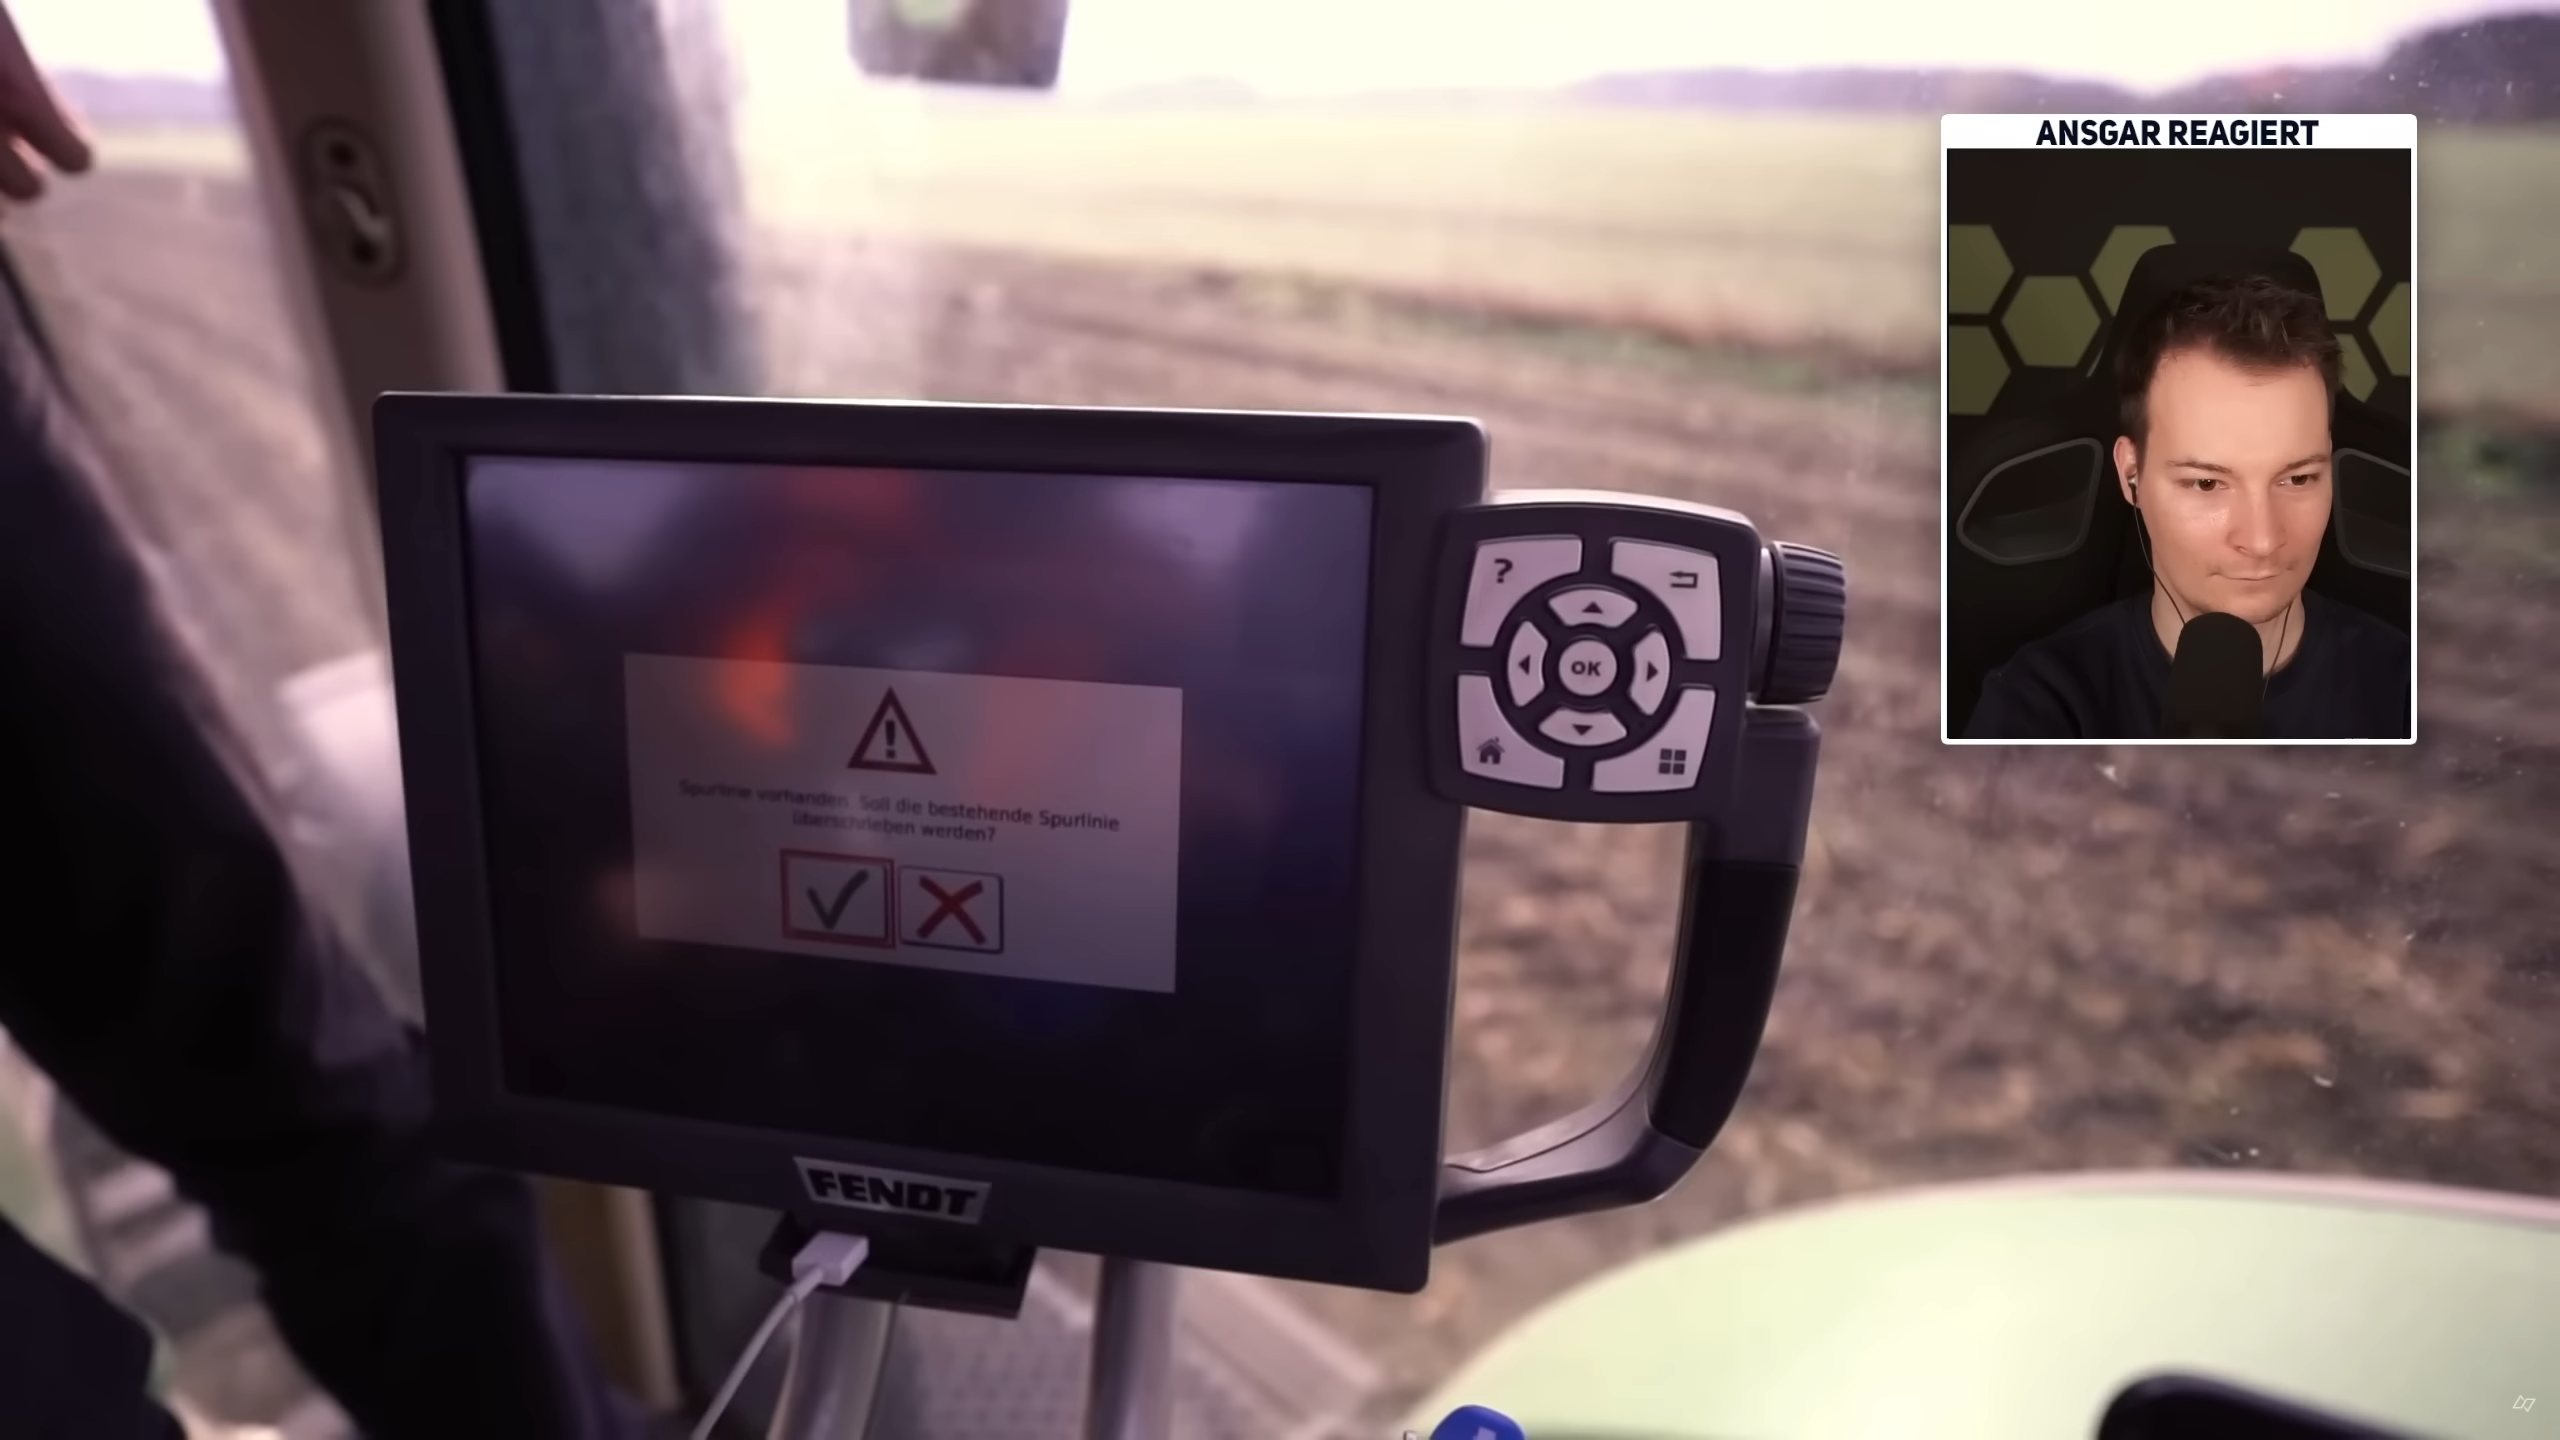 ANSGAR REAGIERT
Spurlinie vorhanden. Soll die bestehende Spurlinie
überschrieben werden?
?
OK
FENDT